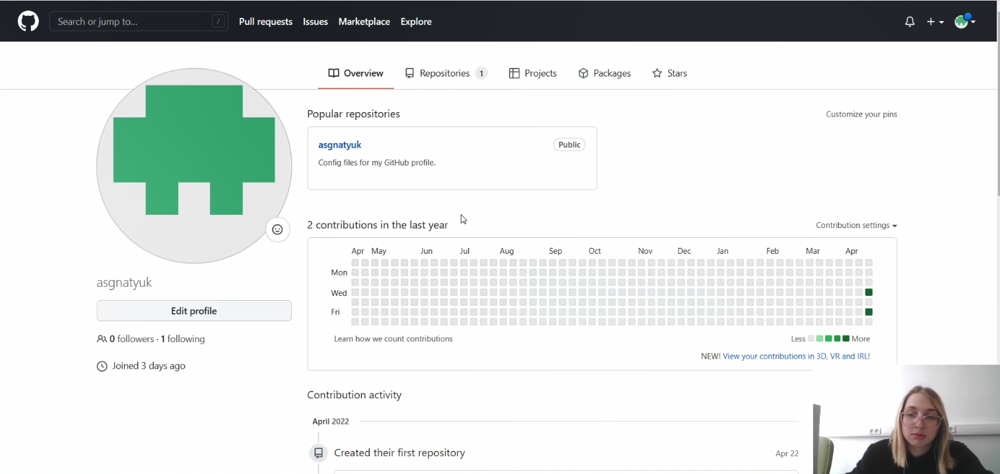 Search or jump to... /
Pull requests
Issues
Marketplace
Explore
Overview
Repositories 1
Projects
Packages
Stars
Popular repositories
Customize your pins
asgnatyuk
Public
Config files for my GitHub profile.
2 contributions in the last year
Contribution settings
Apr May Jun Jul Aug Sep Oct Nov Dec Jan Feb Mar Apr
Mon
Wed
Fri
Learn how we count contributions
Less More
NEW! View your contributions in 3D, VR and IRL!
asgnatyuk
Edit profile
0 followers · 1 following
Joined 3 days ago
Contribution activity
April 2022
Created their first repository
Apr 22